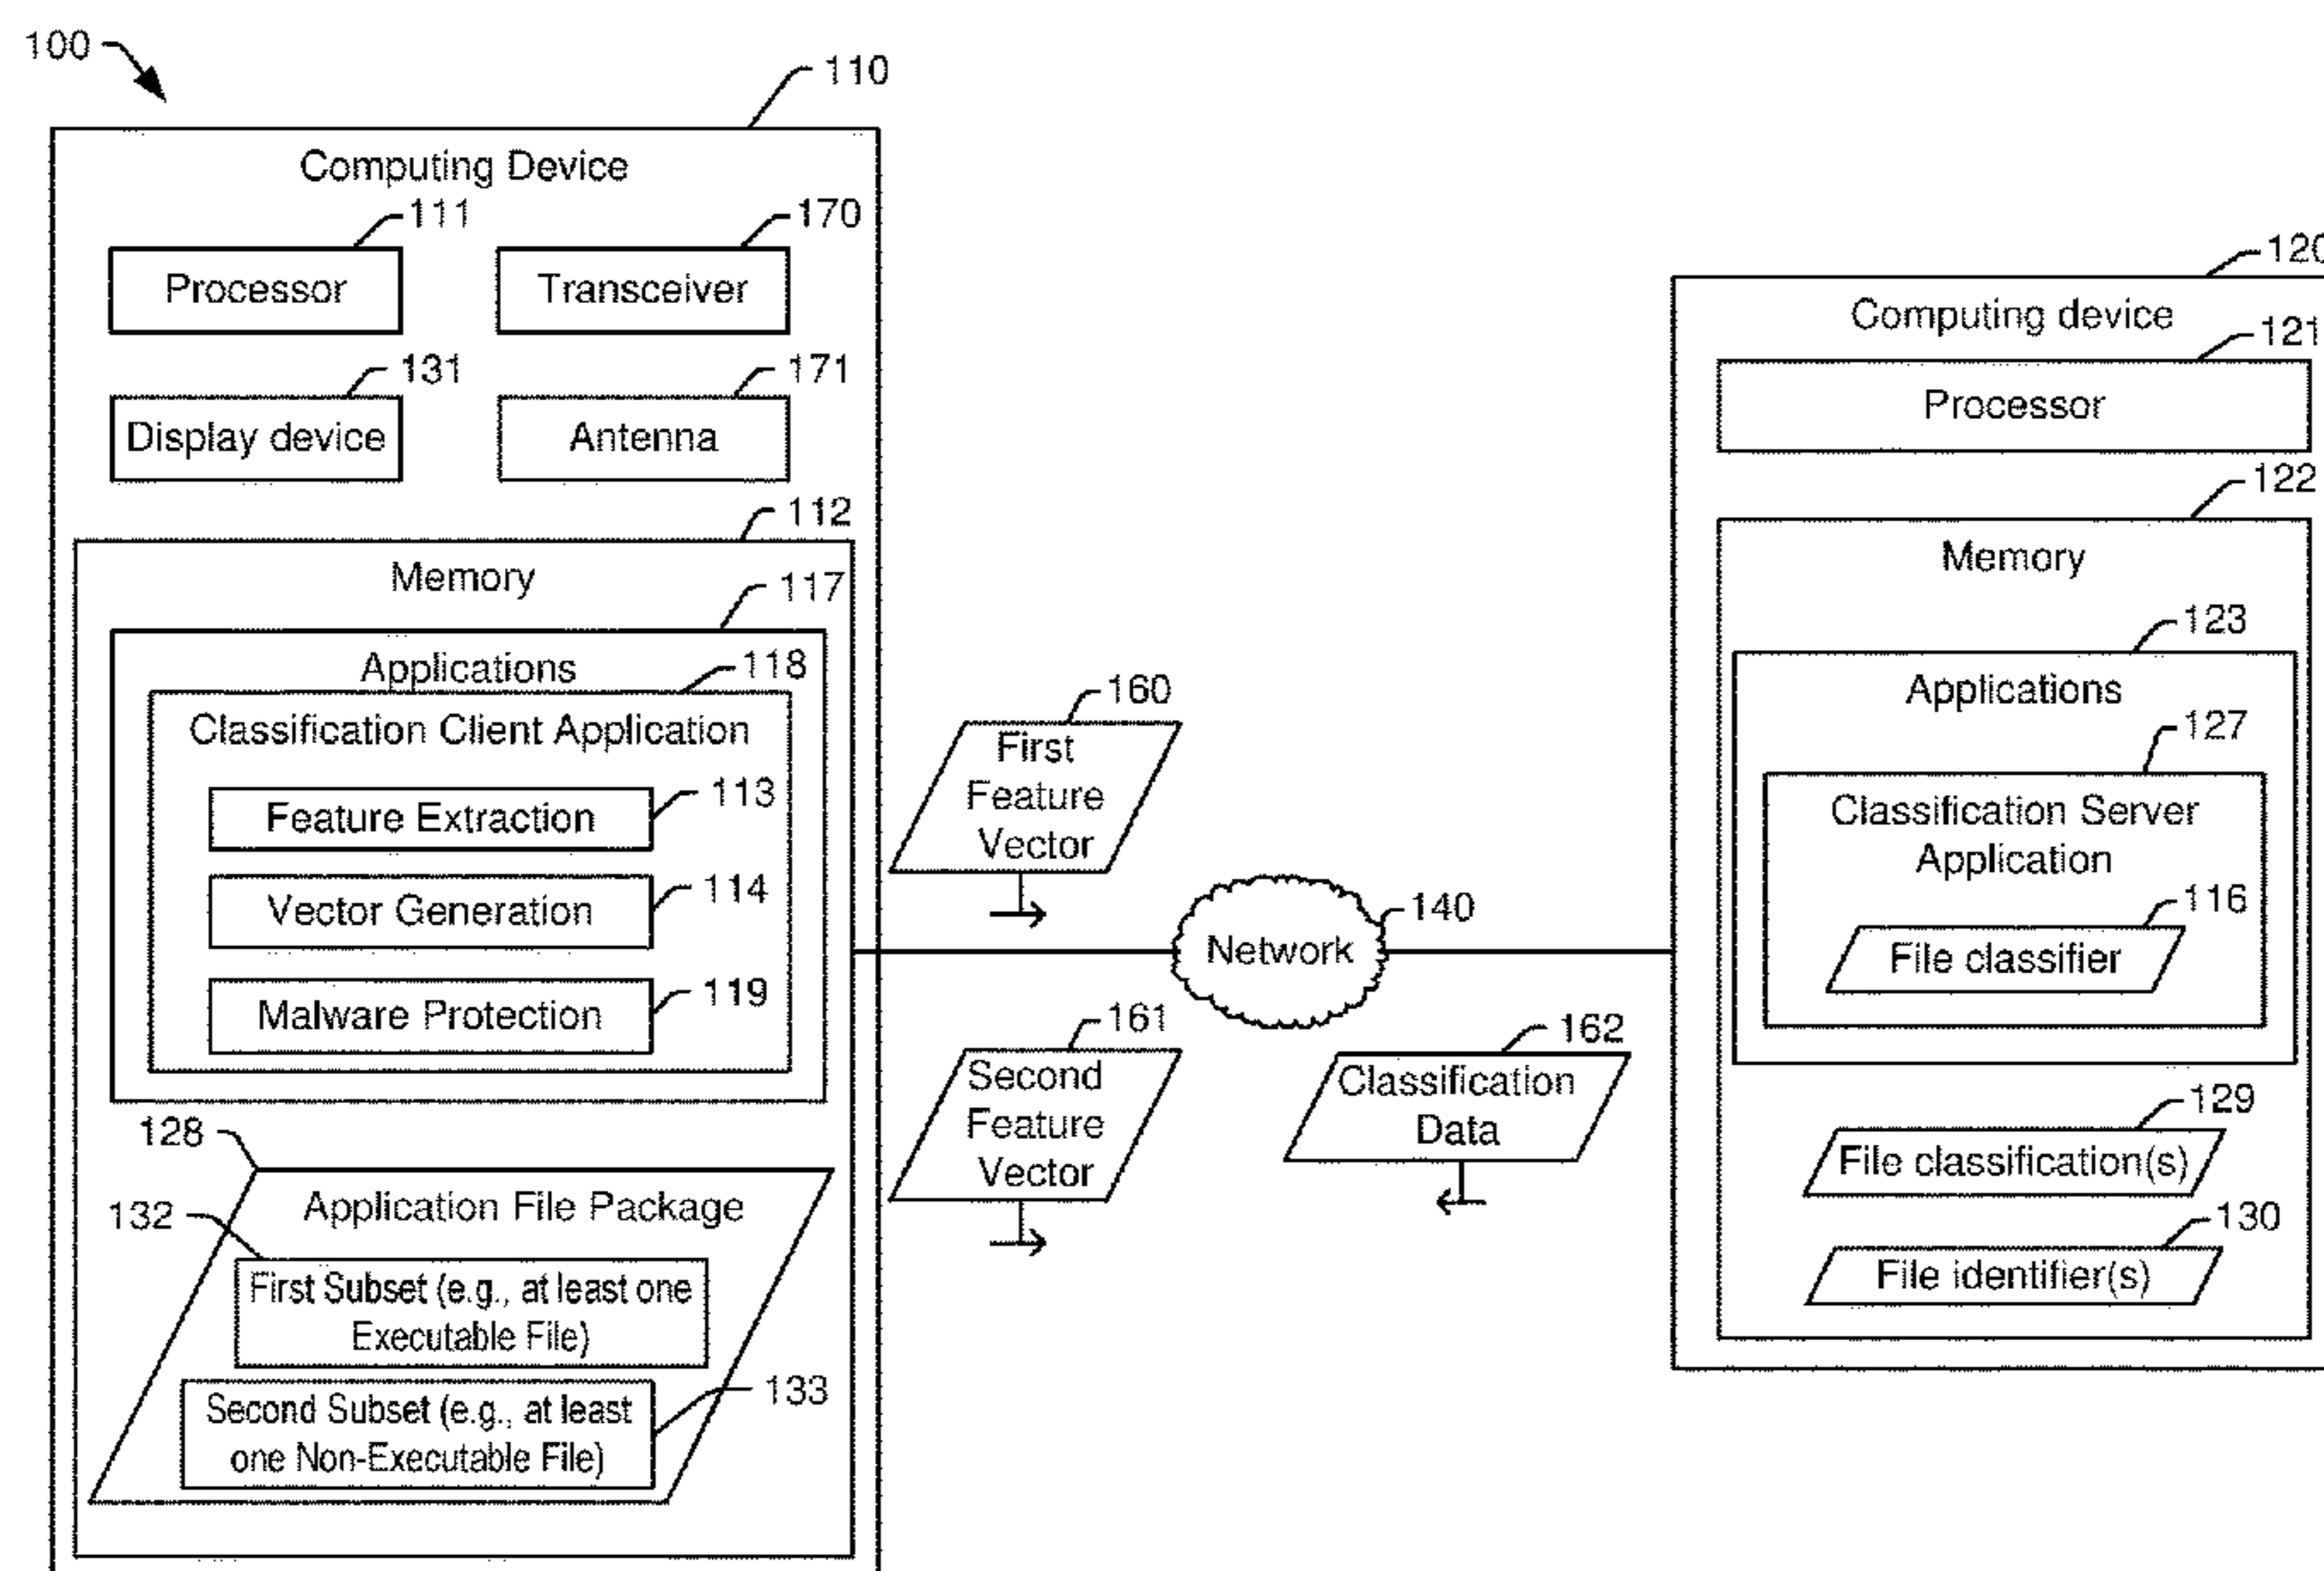 100
110
Computing Device
111
170
Processor
Transceiver
131
171
Display device
Antenna
112
Memory
117
Applications
118
Classification Client Application
Feature Extraction
113
Vector Generation
114
Malware Protection
119
128
Application File Package
132
First Subset (e.g., at least one
Executable File)
133
Second Subset (e.g., at least
one Non-Executable File)
160
First
Feature
Vector
140
Network
161
Second
Feature
Vector
162
Classification
Data
120
Computing device
121
Processor
122
Memory
123
Applications
127
Classification Server
Application
116
File classifier
129
File classification(s)
130
File identifier(s)